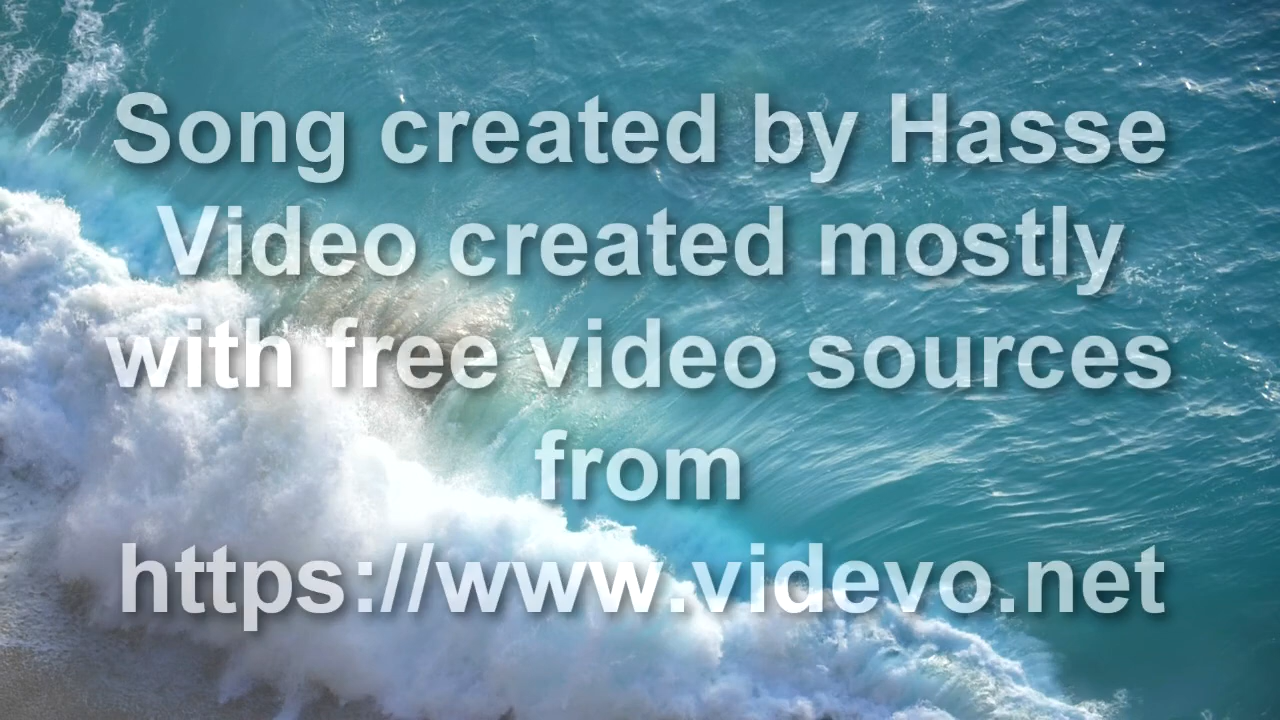 Song created by Hasse
Video created mostly
with free video sources
from
https://www.videvo.net